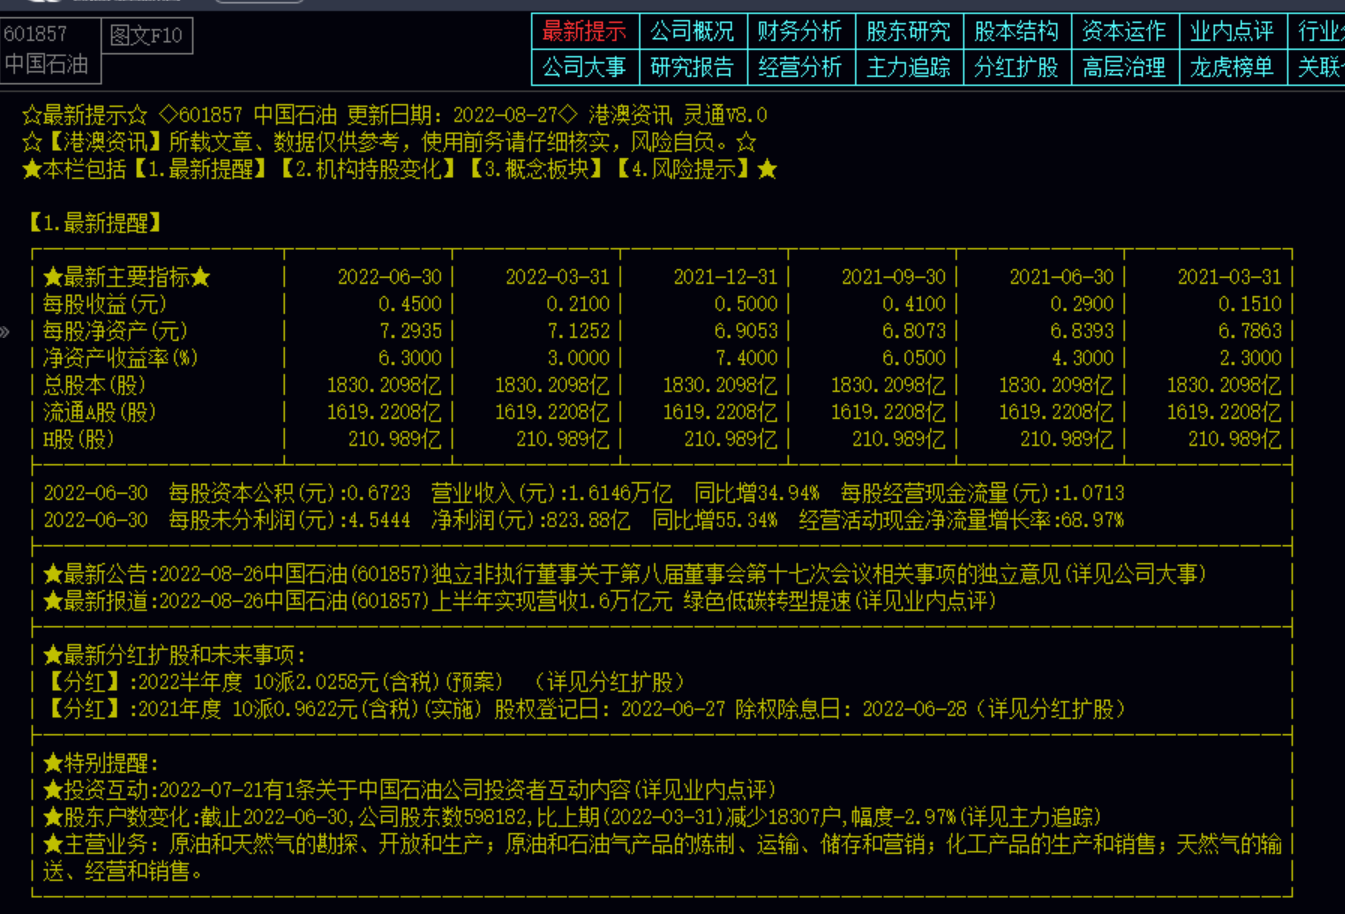 601857 图文F10
中国石油
最新提示 公司概况 财务分析 股东研究 股本结构 资本运作 业内点评 行业
公司大事 研究报告 经营分析 主力追踪 分红扩股 高层治理 龙虎榜单 关联
☆最新提示☆ ◇601857 中国石油 更新日期：2022-08-27◇ 港澳资讯 灵通V8.0
☆【港澳资讯】所载文章、数据仅供参考，使用前务请仔细核实，风险自负。☆
★本栏包括【1.最新提醒】【2.机构持股变化】【3.概念板块】【4.风险提示】★
【1.最新提醒】
★最新主要指标★ 2022-06-30 2022-03-31 2021-12-31 2021-09-30 2021-06-30 2021-03-31
每股收益(元) 0.4500 0.2100 0.5000 0.4100 0.2900 0.1510
每股净资产(元) 7.2935 7.1252 6.9053 6.8073 6.8393 6.7863
净资产收益率(%) 6.3000 3.0000 7.4000 6.0500 4.3000 2.3000
总股本(股) 1830.2098亿 1830.2098亿 1830.2098亿 1830.2098亿 1830.2098亿 1830.2098亿
流通A股(股) 1619.2208亿 1619.2208亿 1619.2208亿 1619.2208亿 1619.2208亿 1619.2208亿
H股(股) 210.989亿 210.989亿 210.989亿 210.989亿 210.989亿 210.989亿
2022-06-30 每股资本公积(元):0.6723 营业收入(元):1.6146万亿 同比增34.94% 每股经营现金流量(元):1.0713
2022-06-30 每股未分利润(元):4.5444 净利润(元):823.88亿 同比增55.34% 经营活动现金净流量增长率:68.97%
★最新公告:2022-08-26中国石油(601857)独立非执行董事关于第八届董事会第十七次会议相关事项的独立意见(详见公司大事)
★最新报道:2022-08-26中国石油(601857)上半年实现营收1.6万亿元 绿色低碳转型提速(详见业内点评)
★最新分红扩股和未来事项:
【分红】:2022半年度 10派2.0258元(含税)(预案) （详见分红扩股）
【分红】:2021年度 10派0.9622元(含税)(实施) 股权登记日：2022-06-27 除权除息日：2022-06-28（详见分红扩股）
★特别提醒:
★投资互动:2022-07-21有1条关于中国石油公司投资者互动内容(详见业内点评)
★股东户数变化:截止2022-06-30,公司股东数598182,比上期(2022-03-31)减少18307户,幅度-2.97%(详见主力追踪)
★主营业务：原油和天然气的勘探、开放和生产；原油和石油气产品的炼制、运输、储存和营销；化工产品的生产和销售；天然气的输
送、经营和销售。